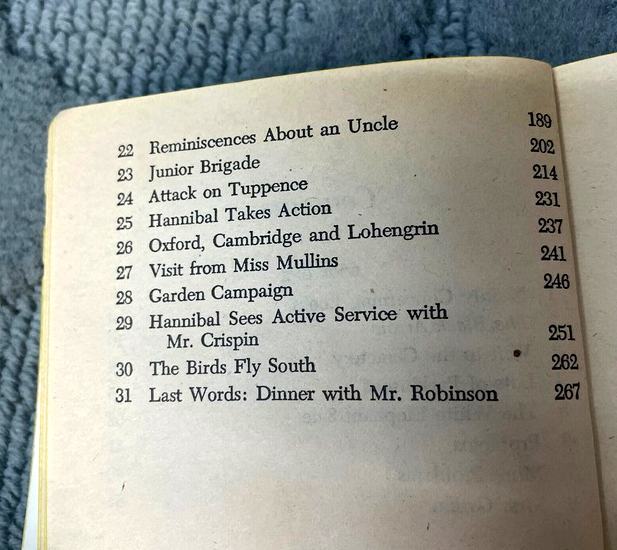 22 Reminiscences About an Uncle 189
23 Junior Brigade 202
24 Attack on Tuppence 214
25 Hannibal Takes Action 231
26 Oxford, Cambridge and Lohengrin 237
27 Visit from Miss Mullins 241
28 Garden Campaign 246
29 Hannibal Sees Active Service with
Mr. Crispin 251
30 The Birds Fly South 262
31 Last Words: Dinner with Mr. Robinson 267